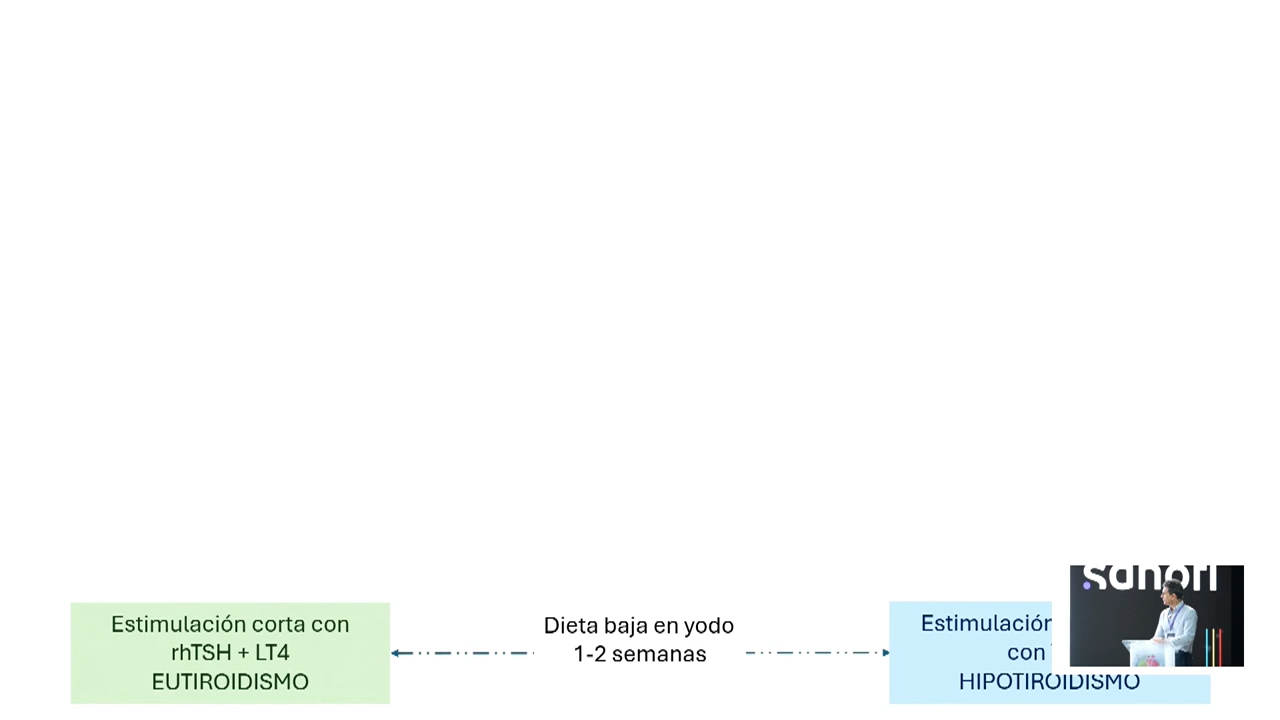 sanofi
Estimulación corta con
rhTSH + LT4
EUTIROIDISMO
Dieta baja en yodo
1-2 semanas
Estimulación
con
HIPOTIROIDISMO